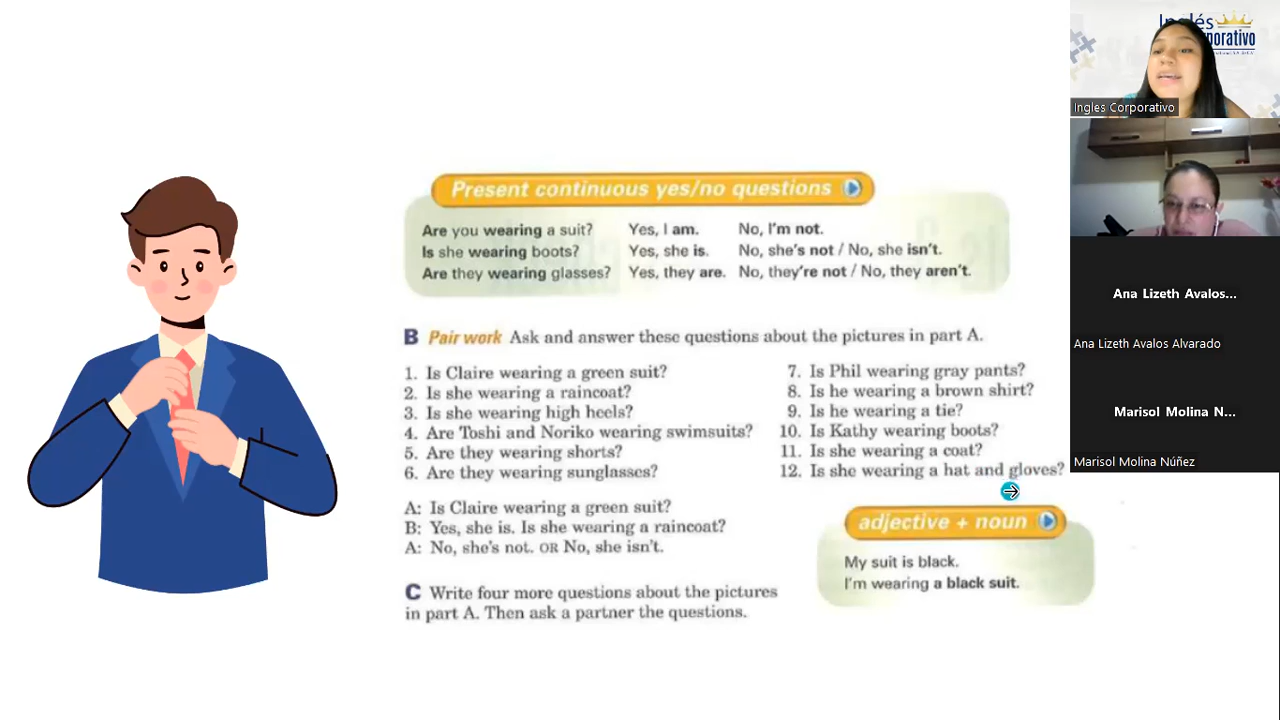 Present continuous yes/no questions
Are you wearing a suit? Yes, I am. No, I'm not.
Is she wearing boots? Yes, she is. No, she's not / No, she isn't.
Are they wearing glasses? Yes, they are. No, they're not / No, they aren't.
B Pair work Ask and answer these questions about the pictures in part A.
1. Is Claire wearing a green suit?
2. Is she wearing a raincoat?
3. Is she wearing high heels?
4. Are Toshi and Noriko wearing swimsuits?
5. Are they wearing shorts?
6. Are they wearing sunglasses?
7. Is Phil wearing gray pants?
8. Is he wearing a brown shirt?
9. Is he wearing a tie?
10. Is Kathy wearing boots?
11. Is she wearing a coat?
12. Is she wearing a hat and gloves?
A: Is Claire wearing a green suit?
B: Yes, she is. Is she wearing a raincoat?
A: No, she's not. OR No, she isn't.
C Write four more questions about the pictures
in part A. Then ask a partner the questions.
adjective + noun
My suit is black.
I'm wearing a black suit.
Inglés
Ingles Corporativo
Ana Lizeth Avalos...
Ana Lizeth Avalos Alvarado
Marisol Molina N...
Marisol Molina Núñez